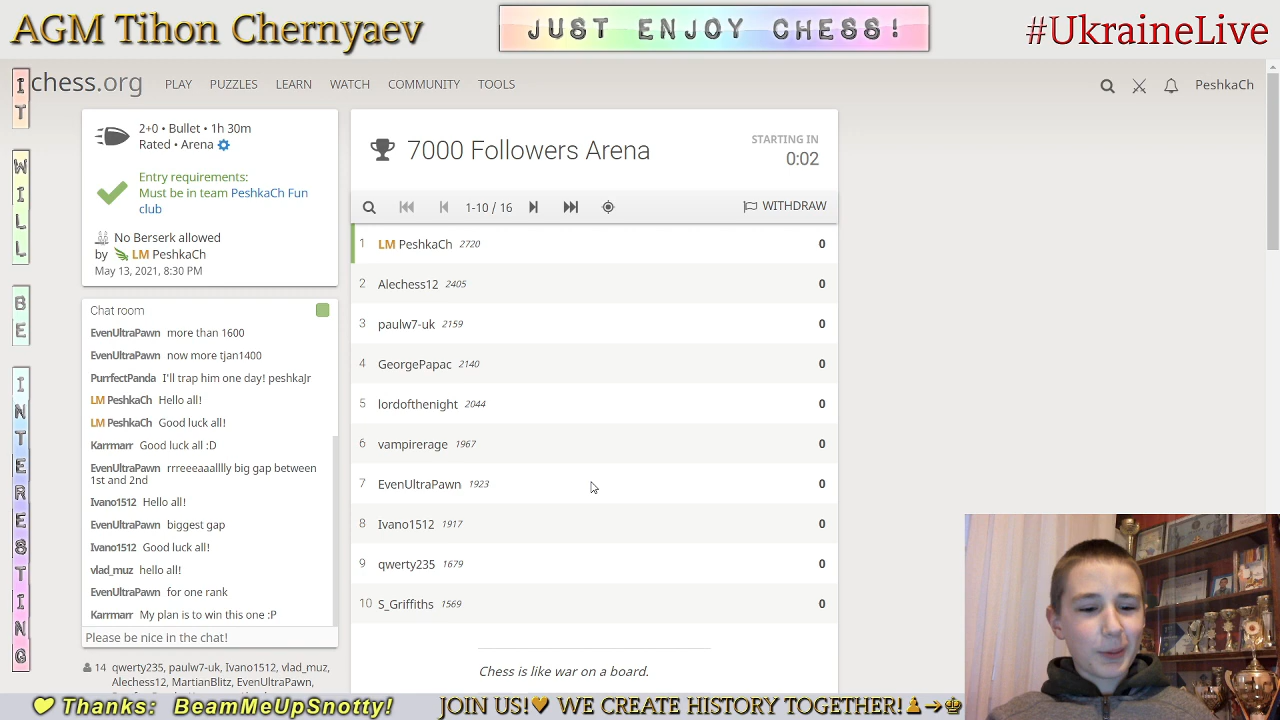 AGM Tihon Chernyaev
JUST ENJOY CHESS!
#UkraineLive
IT WILL BE INTERESTING
chess.org
PLAY PUZZLES LEARN WATCH COMMUNITY TOOLS
PeshkaCh
2+0 • Bullet • 1h 30m
Rated • Arena
Entry requirements:
Must be in team PeshkaCh Fun
club
No Berserk allowed
by LM PeshkaCh
May 13, 2021, 8:30 PM
Chat room
EvenUltraPawn more than 1600
EvenUltraPawn now more tjan1400
PurrfectPanda I'll trap him one day! peshkaJr
LM PeshkaCh Hello all!
LM PeshkaCh Good luck all!
Karrmarr Good luck all :D
EvenUltraPawn rrreeeaaalllly big gap between
1st and 2nd
Ivano1512 Hello all!
EvenUltraPawn biggest gap
Ivano1512 Good luck all!
vlad_muz hello all!
EvenUltraPawn for one rank
Karrmarr My plan is to win this one :P
Please be nice in the chat!
14 qwerty235, paulw7-uk, Ivano1512, vlad_muz,
Alechess12, MartianBlitz, EvenUltraPawn,
7000 Followers Arena
STARTING IN
0:02
1-10 / 16
WITHDRAW
1 LM PeshkaCh 2720 0
2 Alechess12 2405 0
3 paulw7-uk 2159 0
4 GeorgePapac 2140 0
5 lordofthenight 2044 0
6 vampirerage 1967 0
7 EvenUltraPawn 1923 0
8 Ivano1512 1917 0
9 qwerty235 1679 0
10 S_Griffiths 1569 0
Chess is like war on a board.
Thanks: BeamMeUpSnotty!
JOIN US!🧡 WE CREATE HISTORY TOGETHER!♟→♚